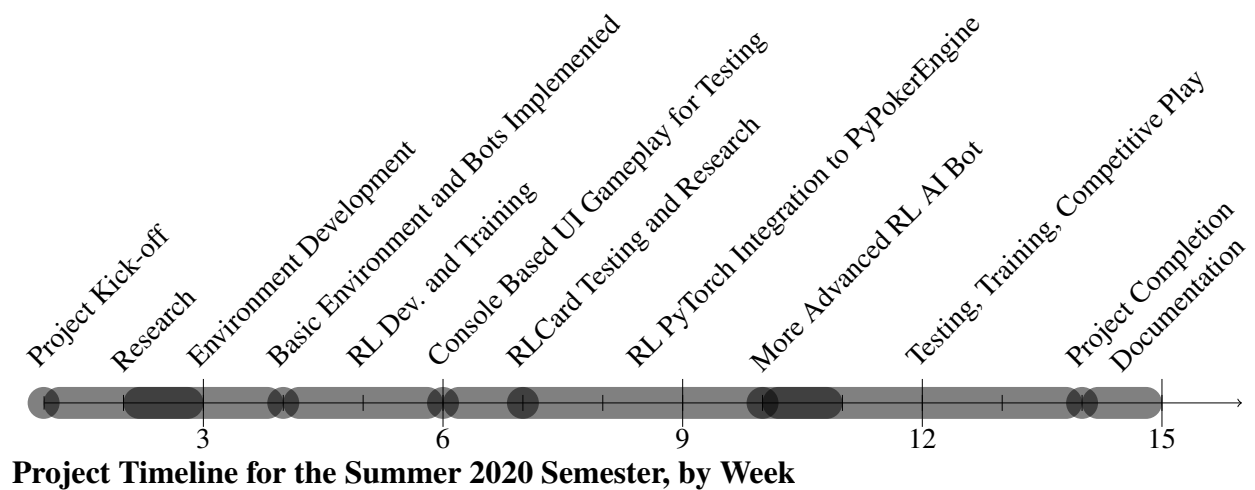 Project Kick-off
Research
Environment Development
Basic Environment and Bots Implemented
RL Dev. and Training
Console Based UI Gameplay for Testing
RLCard Testing and Research
RL PyTorch Integration to PyPokerEngine
More Advanced RL AI Bot
Testing, Training, Competitive Play
Project Completion
Documentation
3 6 9 12 15
Project Timeline for the Summer 2020 Semester, by Week